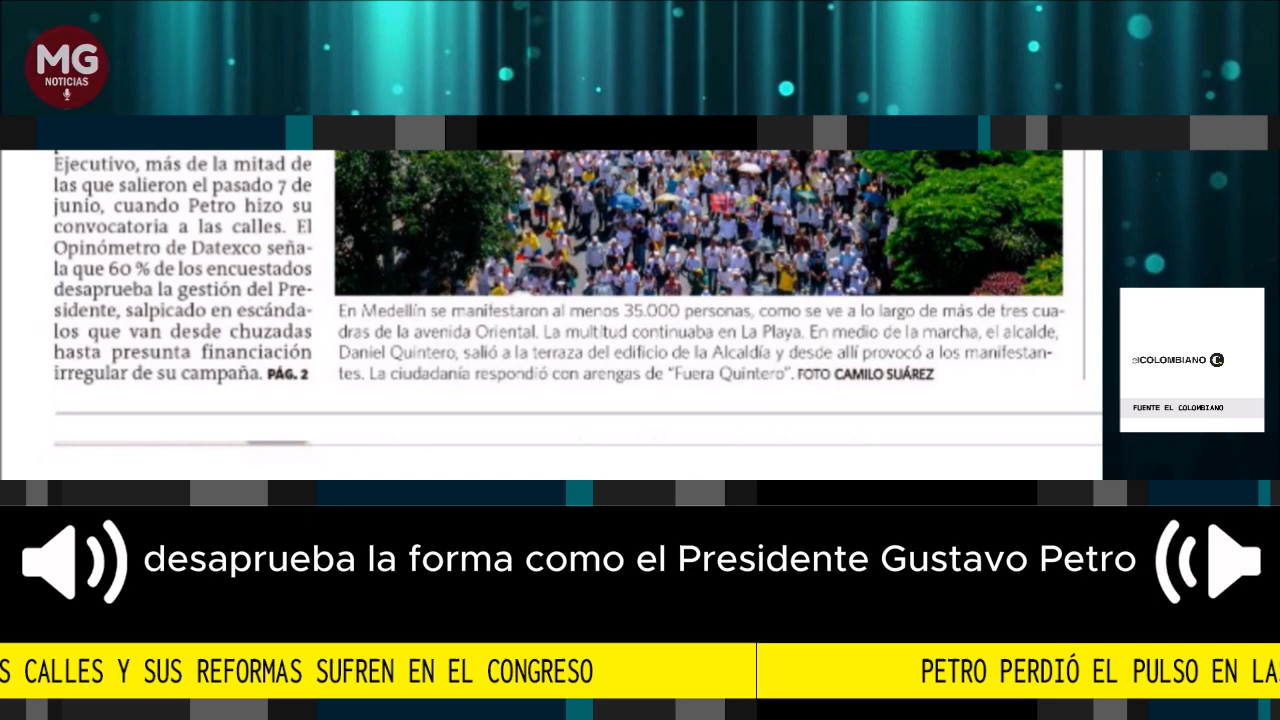 MG
NOTICIAS
Ejecutivo, más de la mitad de
las que salieron el pasado 7 de
junio, cuando Petro hizo su
convocatoria a las calles. El
Opinómetro de Datexco seña-
la que 60 % de los encuestados
desaprueba la gestión del Pre-
sidente, salpicado en escánda-
los que van desde chuzadas
hasta presunta financiación
irregular de su campaña. PÁG. 2
En Medellín se manifestaron al menos 35.000 personas, como se ve a lo largo de más de tres cua-
dras de la avenida Oriental. La multitud continuaba en La Playa. En medio de la marcha, el alcalde,
Daniel Quintero, salió a la terraza del edificio de la Alcaldía y desde allí provocó a los manifestan-
tes. La ciudadanía respondió con arengas de “Fuera Quintero”. FOTO CAMILO SUÁREZ
elCOLOMBIANO C
FUENTE EL COLOMBIANO
desaprueba la forma como el Presidente Gustavo Petro
S CALLES Y SUS REFORMAS SUFREN EN EL CONGRESO PETRO PERDIÓ EL PULSO EN LAS